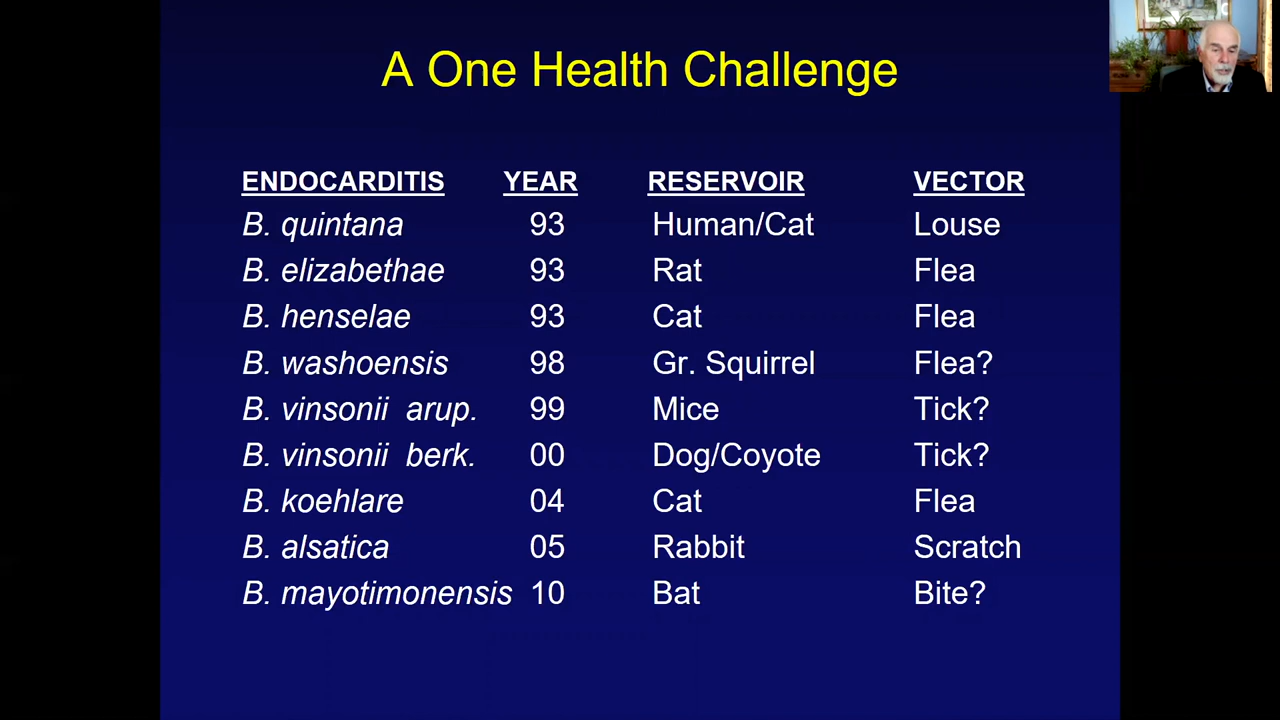 A One Health Challenge
ENDOCARDITIS YEAR RESERVOIR VECTOR
B. quintana 93 Human/Cat Louse
B. elizabethae 93 Rat Flea
B. henselae 93 Cat Flea
B. washoensis 98 Gr. Squirrel Flea?
B. vinsonii arup. 99 Mice Tick?
B. vinsonii berk. 00 Dog/Coyote Tick?
B. koehlare 04 Cat Flea
B. alsatica 05 Rabbit Scratch
B. mayotimonensis 10 Bat Bite?